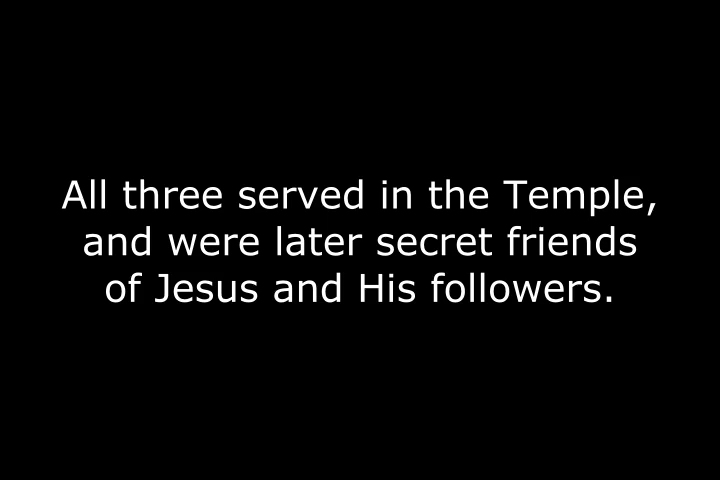 All three served in the Temple,
and were later secret friends
of Jesus and His followers.